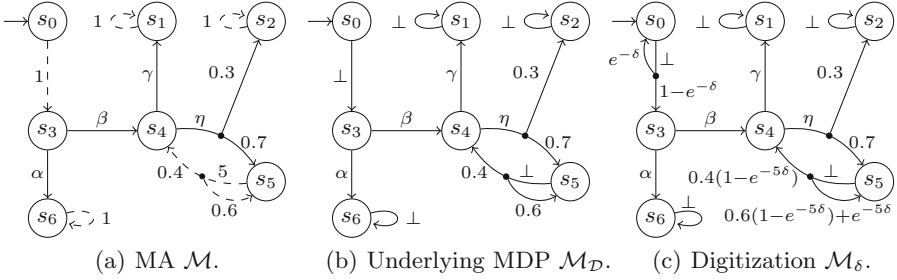 s₀ 1 s₁ 1 s₂
1 γ 0.3
s₃ β s₄ η 0.7
α 0.4 5 s₅
s₆ 1 0.6
(a) MA ℳ.
s₀ ⊥ s₁ ⊥ s₂
⊥ γ 0.3
s₃ β s₄ η 0.7
α 0.4 ⊥ s₅
s₆ ⊥ 0.6
(b) Underlying MDP ℳ_𝒟.
s₀ ⊥ s₁ ⊥ s₂
e^{−δ} ⊥ γ 0.3
1−e^{−δ}
s₃ β s₄ η 0.7
α 0.4(1−e^{−5δ}) ⊥ s₅
s₆ ⊥ 0.6(1−e^{−5δ})+e^{−5δ}
(c) Digitization ℳ_δ.